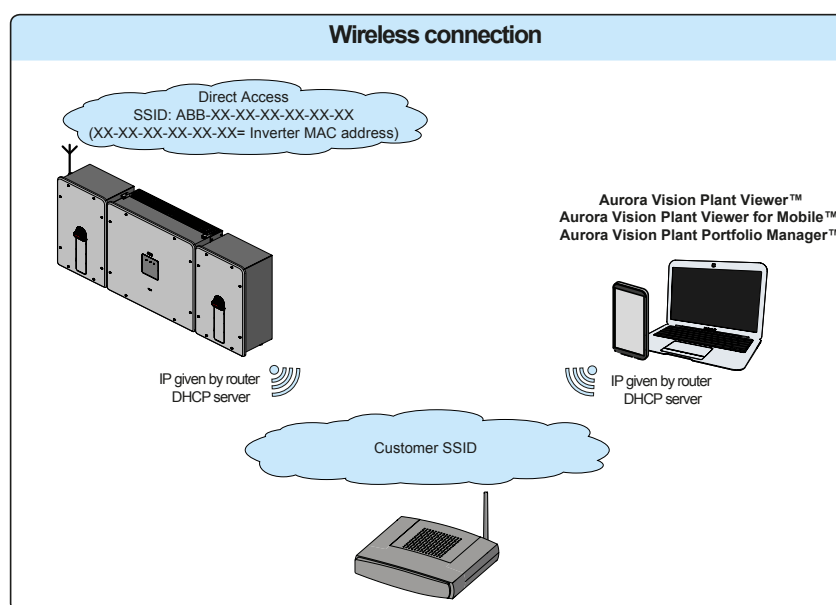 Wireless connection
Direct Access
SSID: ABB-XX-XX-XX-XX-XX-XX
(XX-XX-XX-XX-XX-XX= Inverter MAC address)
Aurora Vision Plant Viewer™
Aurora Vision Plant Viewer for Mobile™
Aurora Vision Plant Portfolio Manager™
IP given by router
DHCP server
IP given by router
DHCP server
Customer SSID